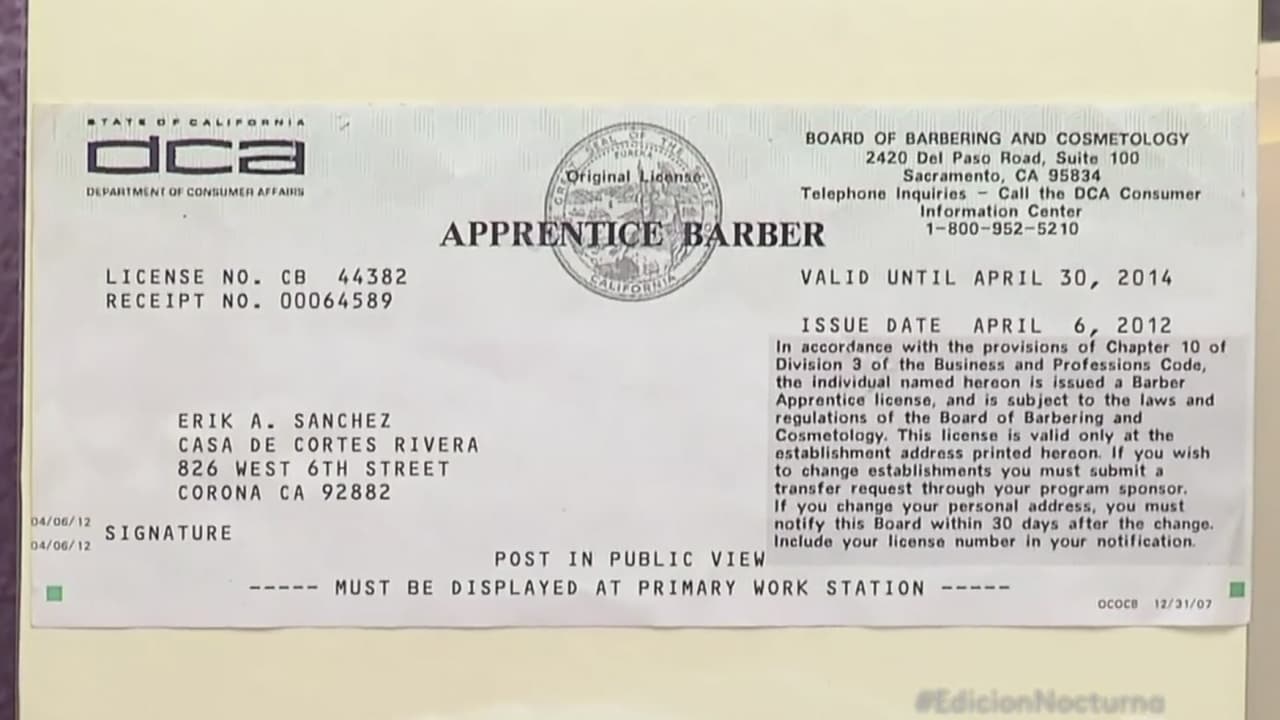 STATE OF CALIFORNIA
dca
DEPARTMENT OF CONSUMER AFFAIRS
Original License
APPRENTICE BARBER
BOARD OF BARBERING AND COSMETOLOGY
2420 Del Paso Road, Suite 100
Sacramento, CA 95834
Telephone Inquiries - Call the DCA Consumer
Information Center
1-800-952-5210
LICENSE NO. CB 44382
RECEIPT NO. 00064589
VALID UNTIL APRIL 30, 2014
ISSUE DATE APRIL 6, 2012
In accordance with the provisions of Chapter 10 of
Division 3 of the Business and Professions Code,
the individual named hereon is issued a Barber
Apprentice license, and is subject to the laws and
regulations of the Board of Barbering and
Cosmetology. This license is valid only at the
establishment address printed hereon. If you wish
to change establishments you must submit a
transfer request through your program sponsor.
If you change your personal address, you must
notify this Board within 30 days after the change.
Include your license number in your notification.
ERIK A. SANCHEZ
CASA DE CORTES RIVERA
826 WEST 6TH STREET
CORONA CA 92882
04/06/12
04/06/12
SIGNATURE
POST IN PUBLIC VIEW
----- MUST BE DISPLAYED AT PRIMARY WORK STATION -----
OCOCB 12/31/07
#EdicionNocturna